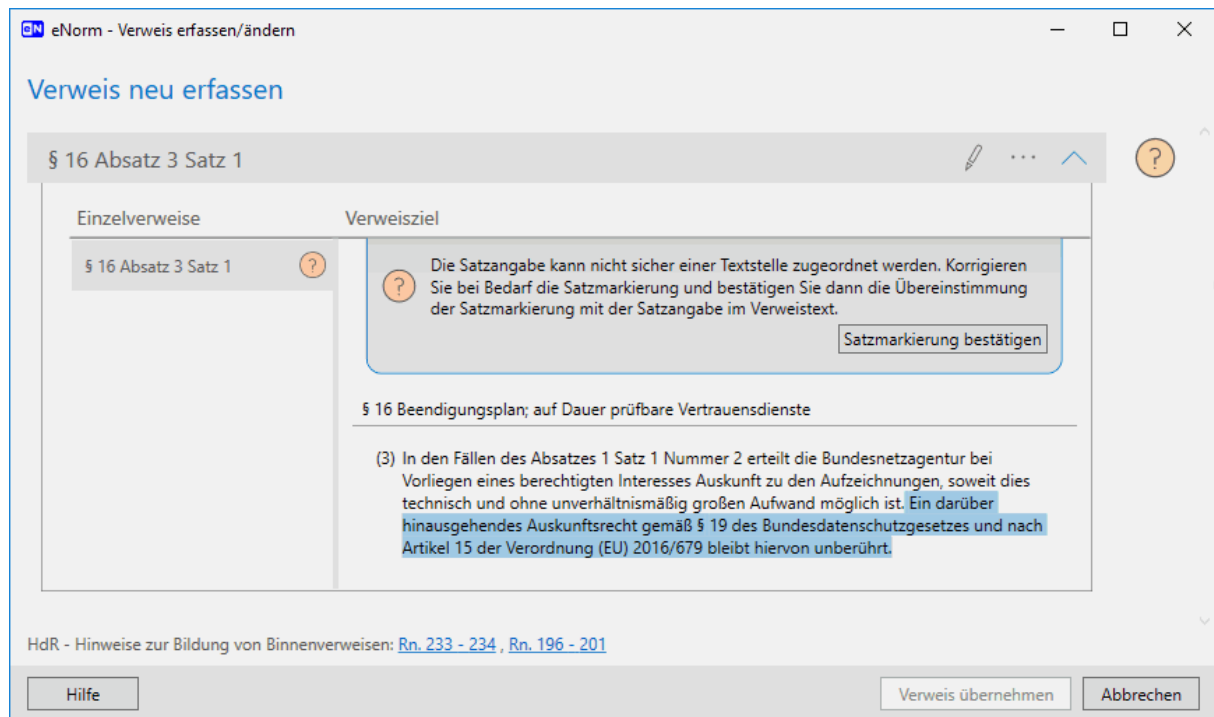 eN eNorm - Verweis erfassen/ändern
Verweis neu erfassen
§ 16 Absatz 3 Satz 1
?
Einzelverweise
Verweisziel
§ 16 Absatz 3 Satz 1 ?
? Die Satzangabe kann nicht sicher einer Textstelle zugeordnet werden. Korrigieren
Sie bei Bedarf die Satzmarkierung und bestätigen Sie dann die Übereinstimmung
der Satzmarkierung mit der Satzangabe im Verweistext.
Satzmarkierung bestätigen
§ 16 Beendigungsplan; auf Dauer prüfbare Vertrauensdienste
(3) In den Fällen des Absatzes 1 Satz 1 Nummer 2 erteilt die Bundesnetzagentur bei
Vorliegen eines berechtigten Interesses Auskunft zu den Aufzeichnungen, soweit dies
technisch und ohne unverhältnismäßig großen Aufwand möglich ist. Ein darüber
hinausgehendes Auskunftsrecht gemäß § 19 des Bundesdatenschutzgesetzes und nach
Artikel 15 der Verordnung (EU) 2016/679 bleibt hiervon unberührt.
HdR - Hinweise zur Bildung von Binnenverweisen: Rn. 233 - 234 , Rn. 196 - 201
Hilfe
Verweis übernehmen
Abbrechen